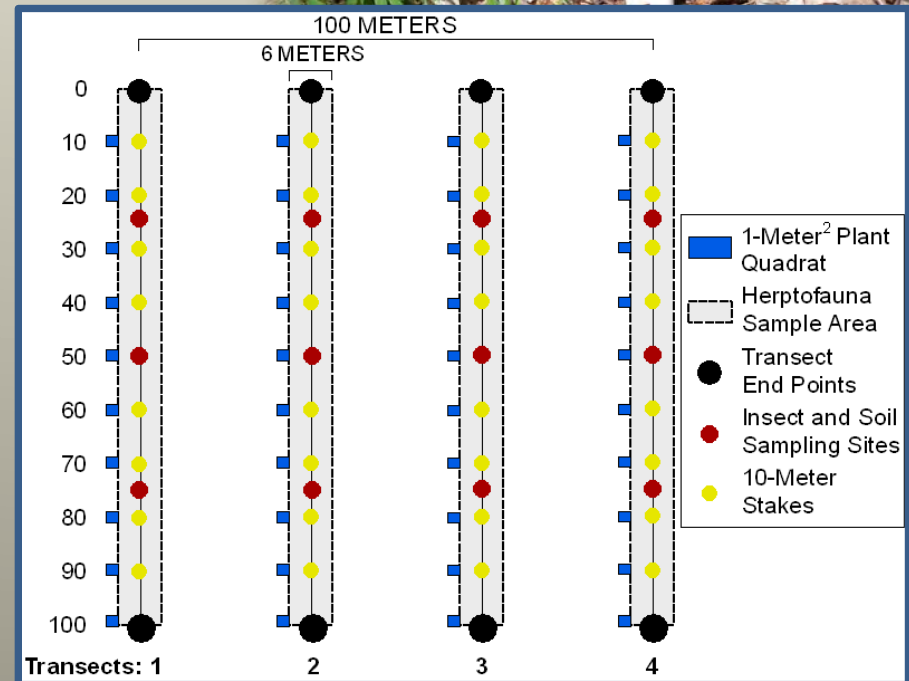 100 METERS
6 METERS
0
10
20
30
40
50
60
70
80
90
100
1-Meter² Plant
Quadrat
Herptofauna
Sample Area
Transect
End Points
Insect and Soil
Sampling Sites
10-Meter
Stakes
Transects: 1 2 3 4